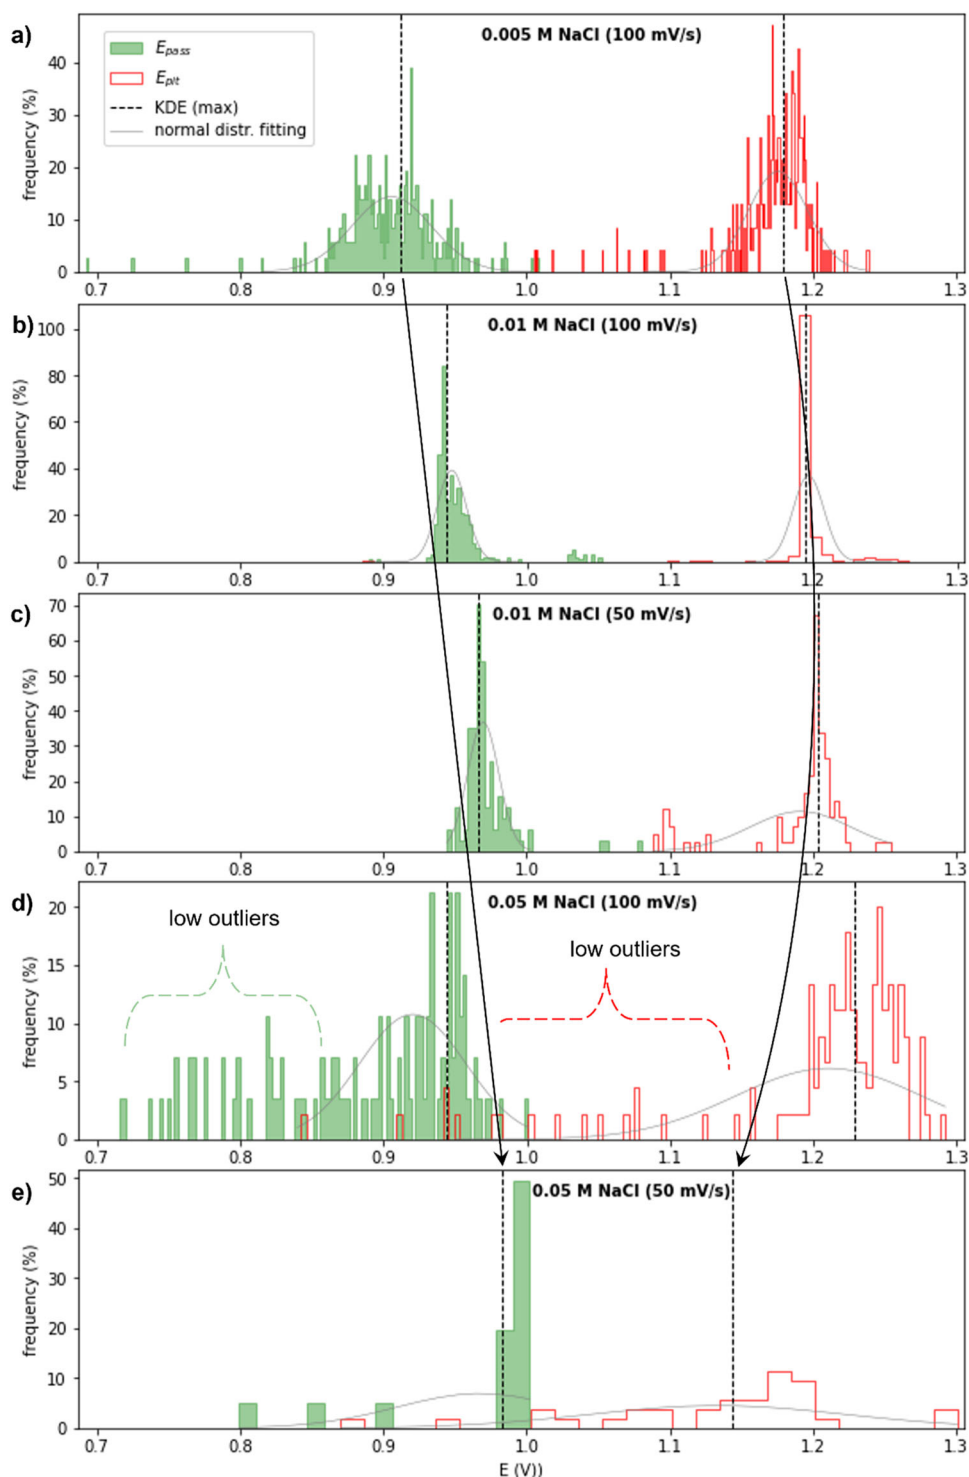 a)
0.005 M NaCl (100 mV/s)
E_pass
E_pit
KDE (max)
normal distr. fitting
frequency (%)
40
30
20
10
0
0.7 0.8 0.9 1.0 1.1 1.2 1.3
b)
0.01 M NaCl (100 mV/s)
frequency (%)
100
80
60
40
20
0
0.7 0.8 0.9 1.0 1.1 1.2 1.3
c)
0.01 M NaCl (50 mV/s)
frequency (%)
70
60
50
40
30
20
10
0
0.7 0.8 0.9 1.0 1.1 1.2 1.3
d)
0.05 M NaCl (100 mV/s)
low outliers
low outliers
frequency (%)
20
15
10
5
0
0.7 0.8 0.9 1.0 1.1 1.2 1.3
e)
0.05 M NaCl (50 mV/s)
frequency (%)
50
40
30
20
10
0
0.7 0.8 0.9 1.0 1.1 1.2 1.3
E (V))